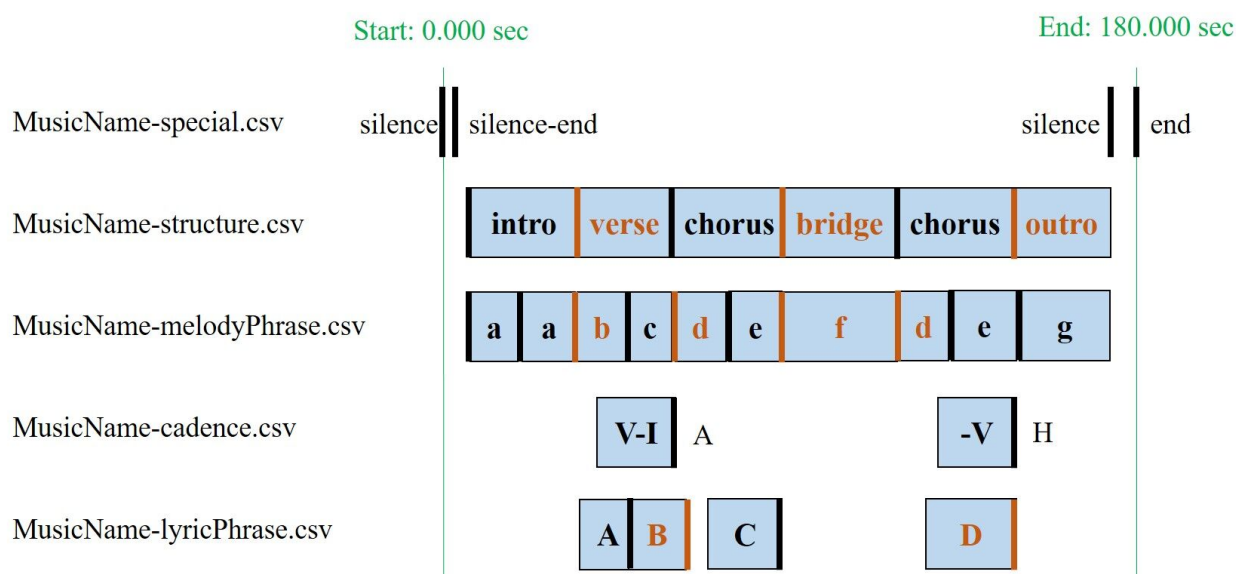 Start: 0.000 sec End: 180.000 sec
MusicName-special.csv silence silence-end silence end
MusicName-structure.csv intro verse chorus bridge chorus outro
MusicName-melodyPhrase.csv a a b c d e f d e g
MusicName-cadence.csv V-I A -V H
MusicName-lyricPhrase.csv A B C D